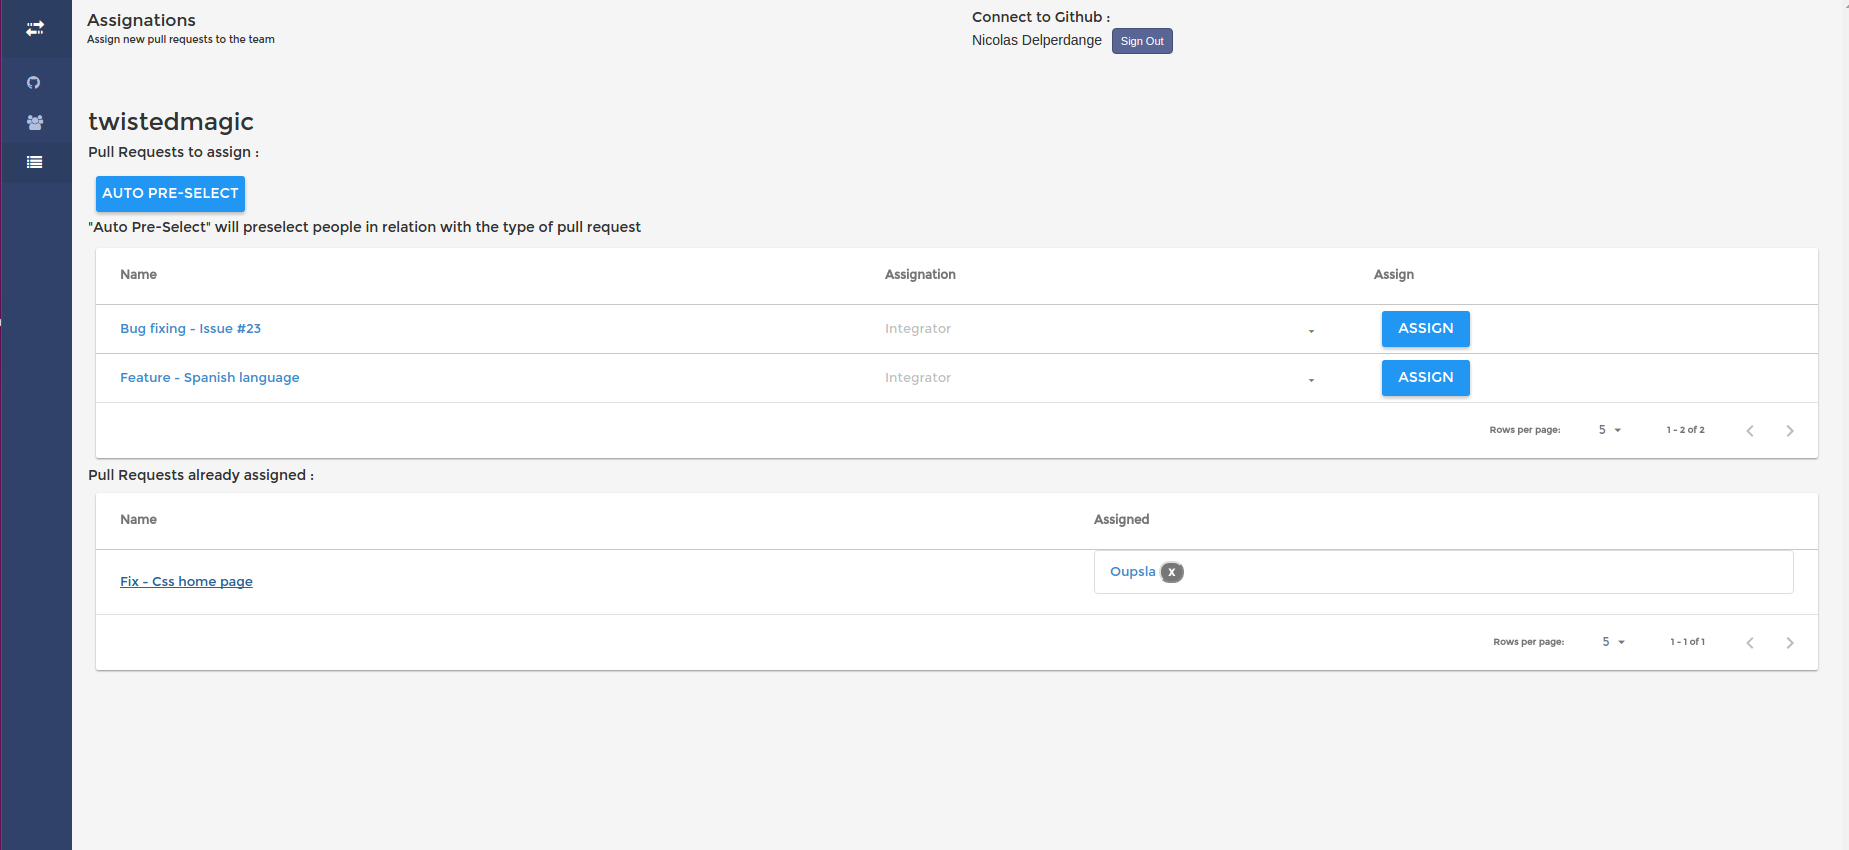 Assignations
Assign new pull requests to the team
Connect to Github :
Nicolas Delperdange Sign Out
twistedmagic
Pull Requests to assign :
AUTO PRE-SELECT
"Auto Pre-Select" will preselect people in relation with the type of pull request
Name Assignation Assign
Bug fixing - Issue #23 Integrator ASSIGN
Feature - Spanish language Integrator ASSIGN
Rows per page: 5 1 - 2 of 2
Pull Requests already assigned :
Name Assigned
Fix - Css home page Oupsla X
Rows per page: 5 1 - 1 of 1